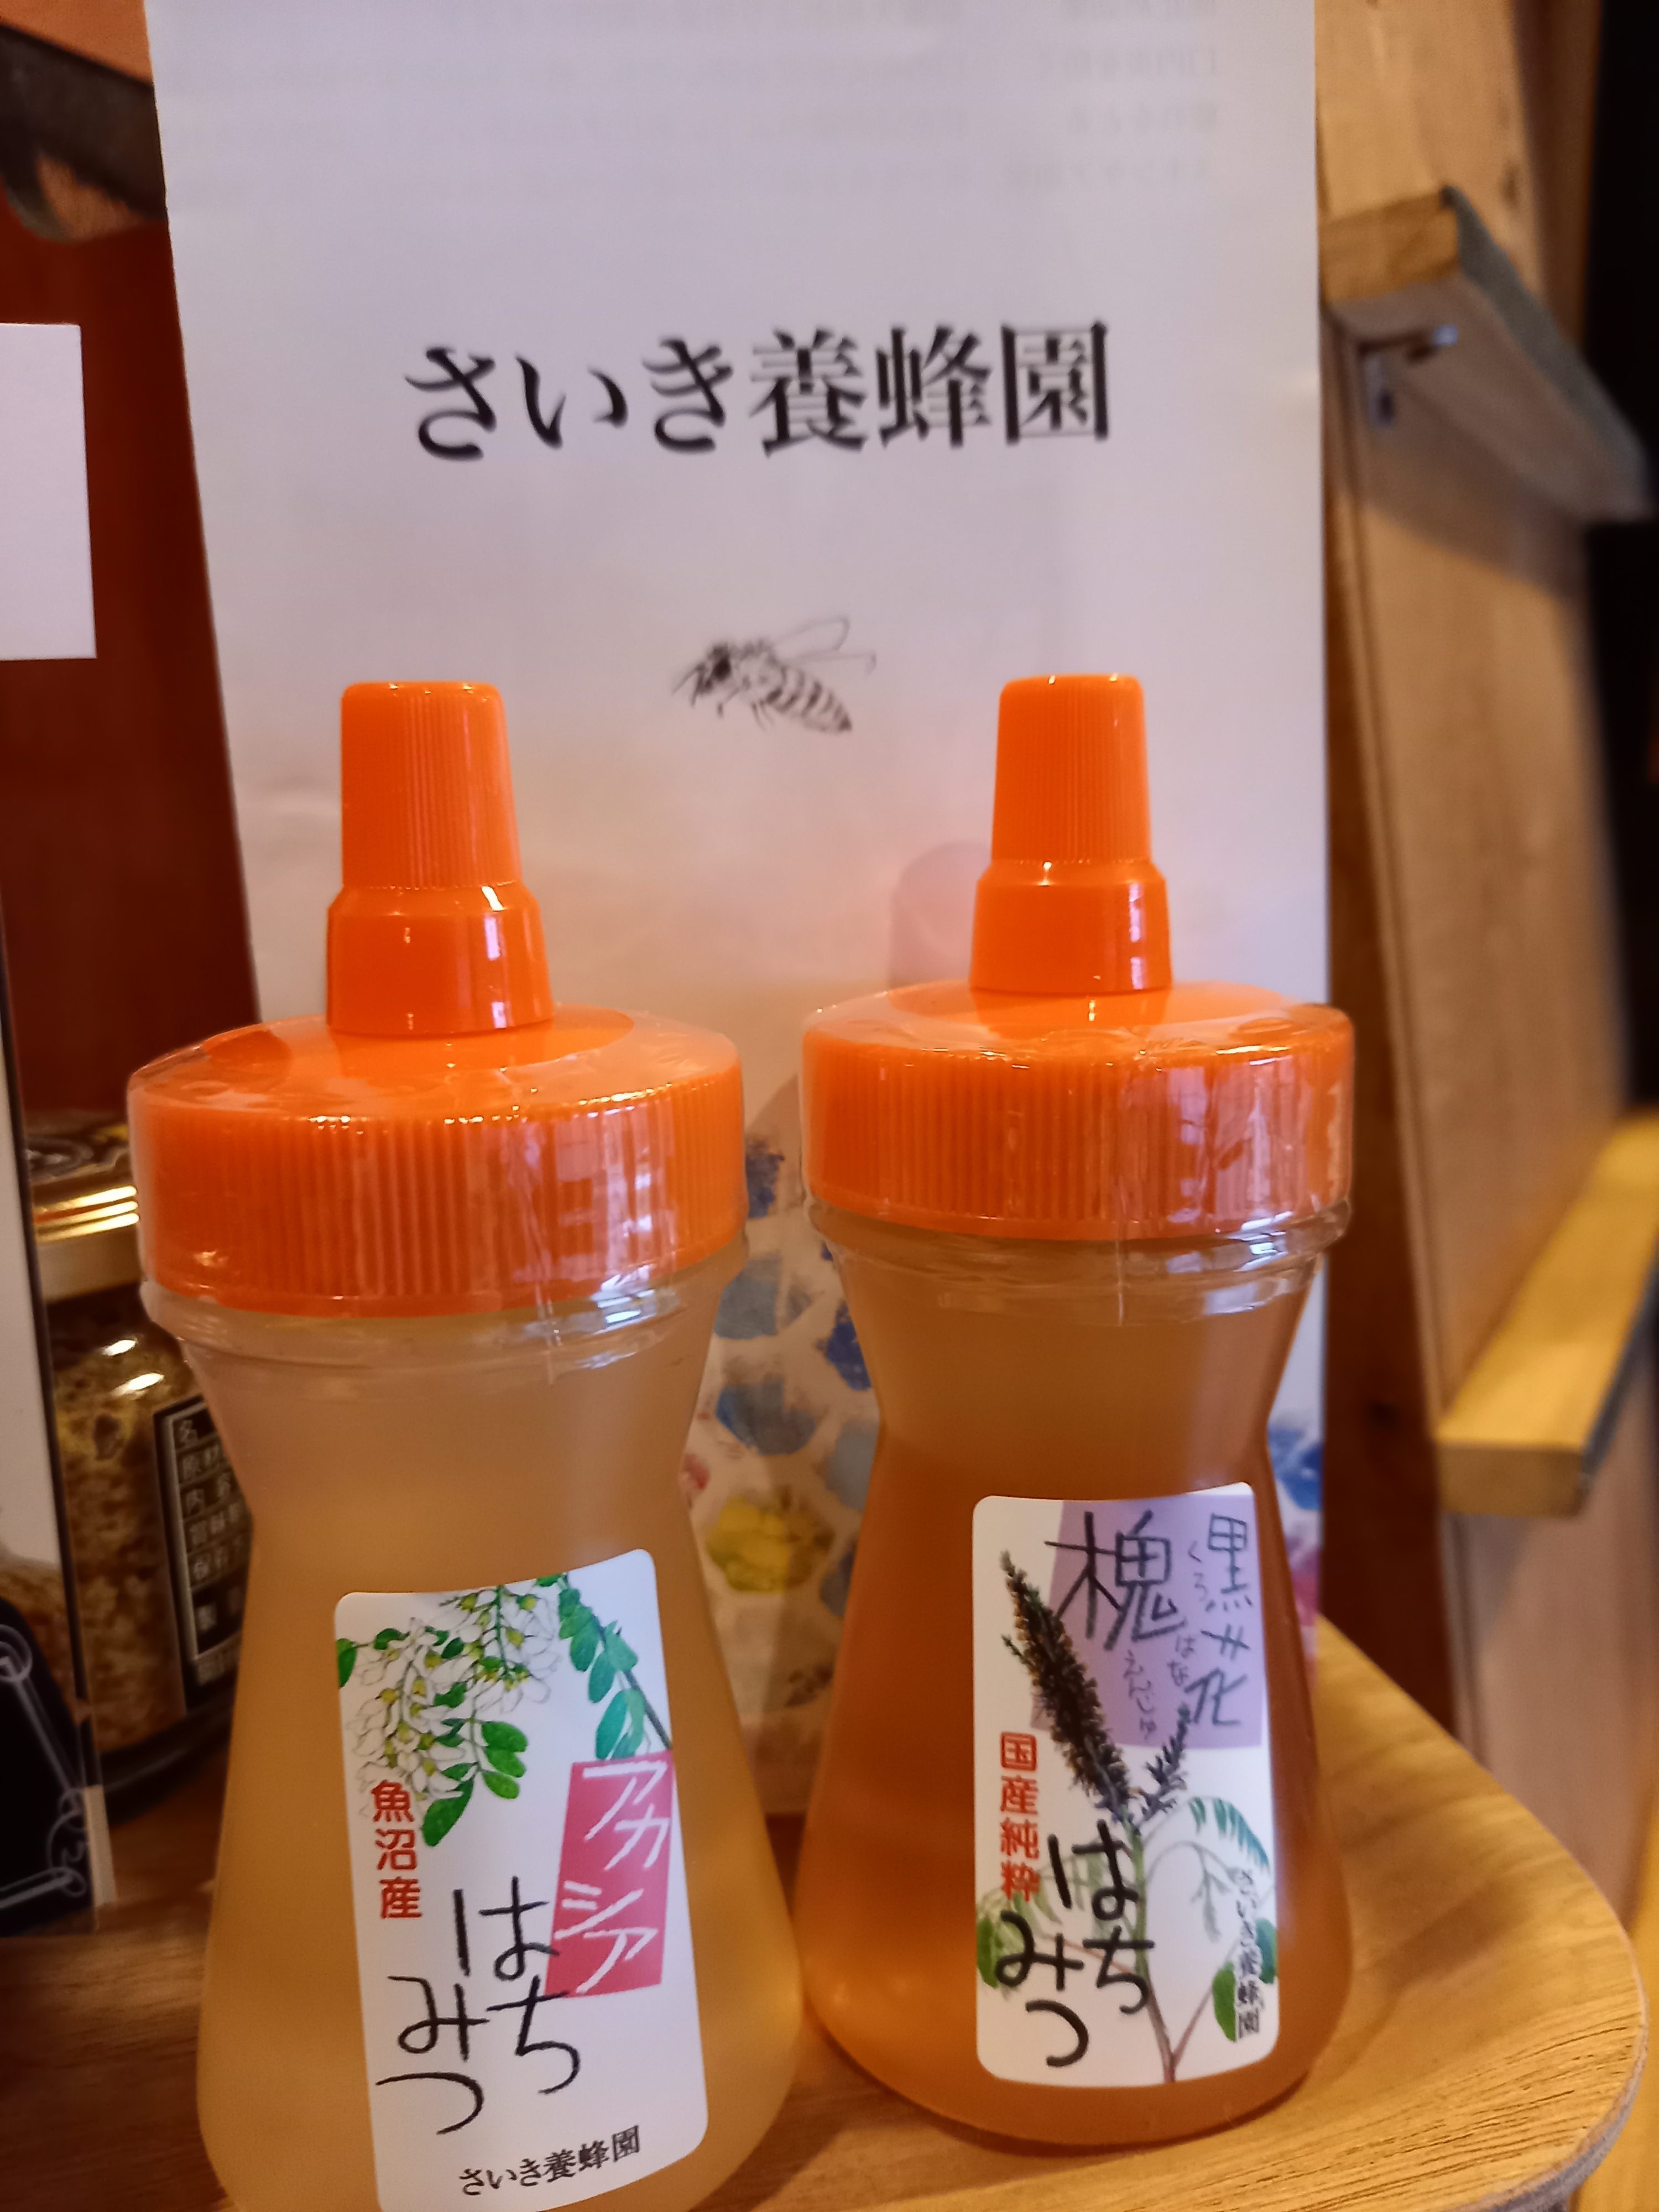 さいき養蜂園
アカシア
はち
みつ
魚沼産
さいき養蜂園
黒花
くろはな
槐
えんじゅ
はち
みつ
国産純粋
さいき養蜂園
名
内